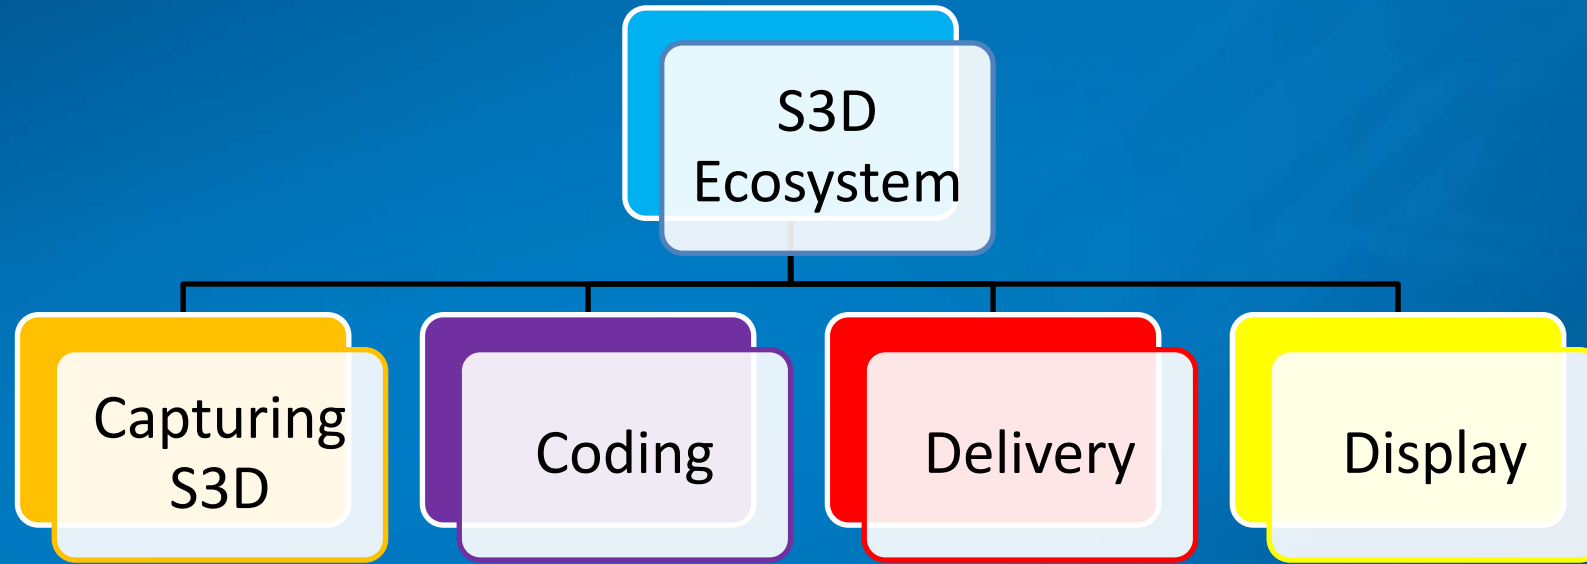 S3D
Ecosystem
Capturing
S3D
Coding
Delivery
Display